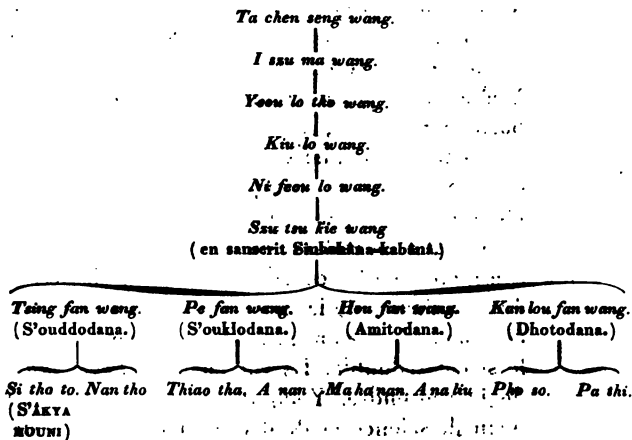 Ta chen seng wang.
I szu ma wang.
Yeou lo tho wang.
Kiu lo wang.
Ni feou lo wang.
Szu tsu kie wang
(en sanscrit Sinhahâna-kabânâ.)
Tsing fan wang. Pe fan wang. Hou fan wang. Kan lou fan wang.
(S'ouddodana.) (S'ouklodana.) (Amitodana.) (Dhotodana.)
Si tho to. Nan tho Thiao tha. A nan Ma ha nan. A na liu Pho so. Pa thi.
(S'ÂKYA
MOUNI)